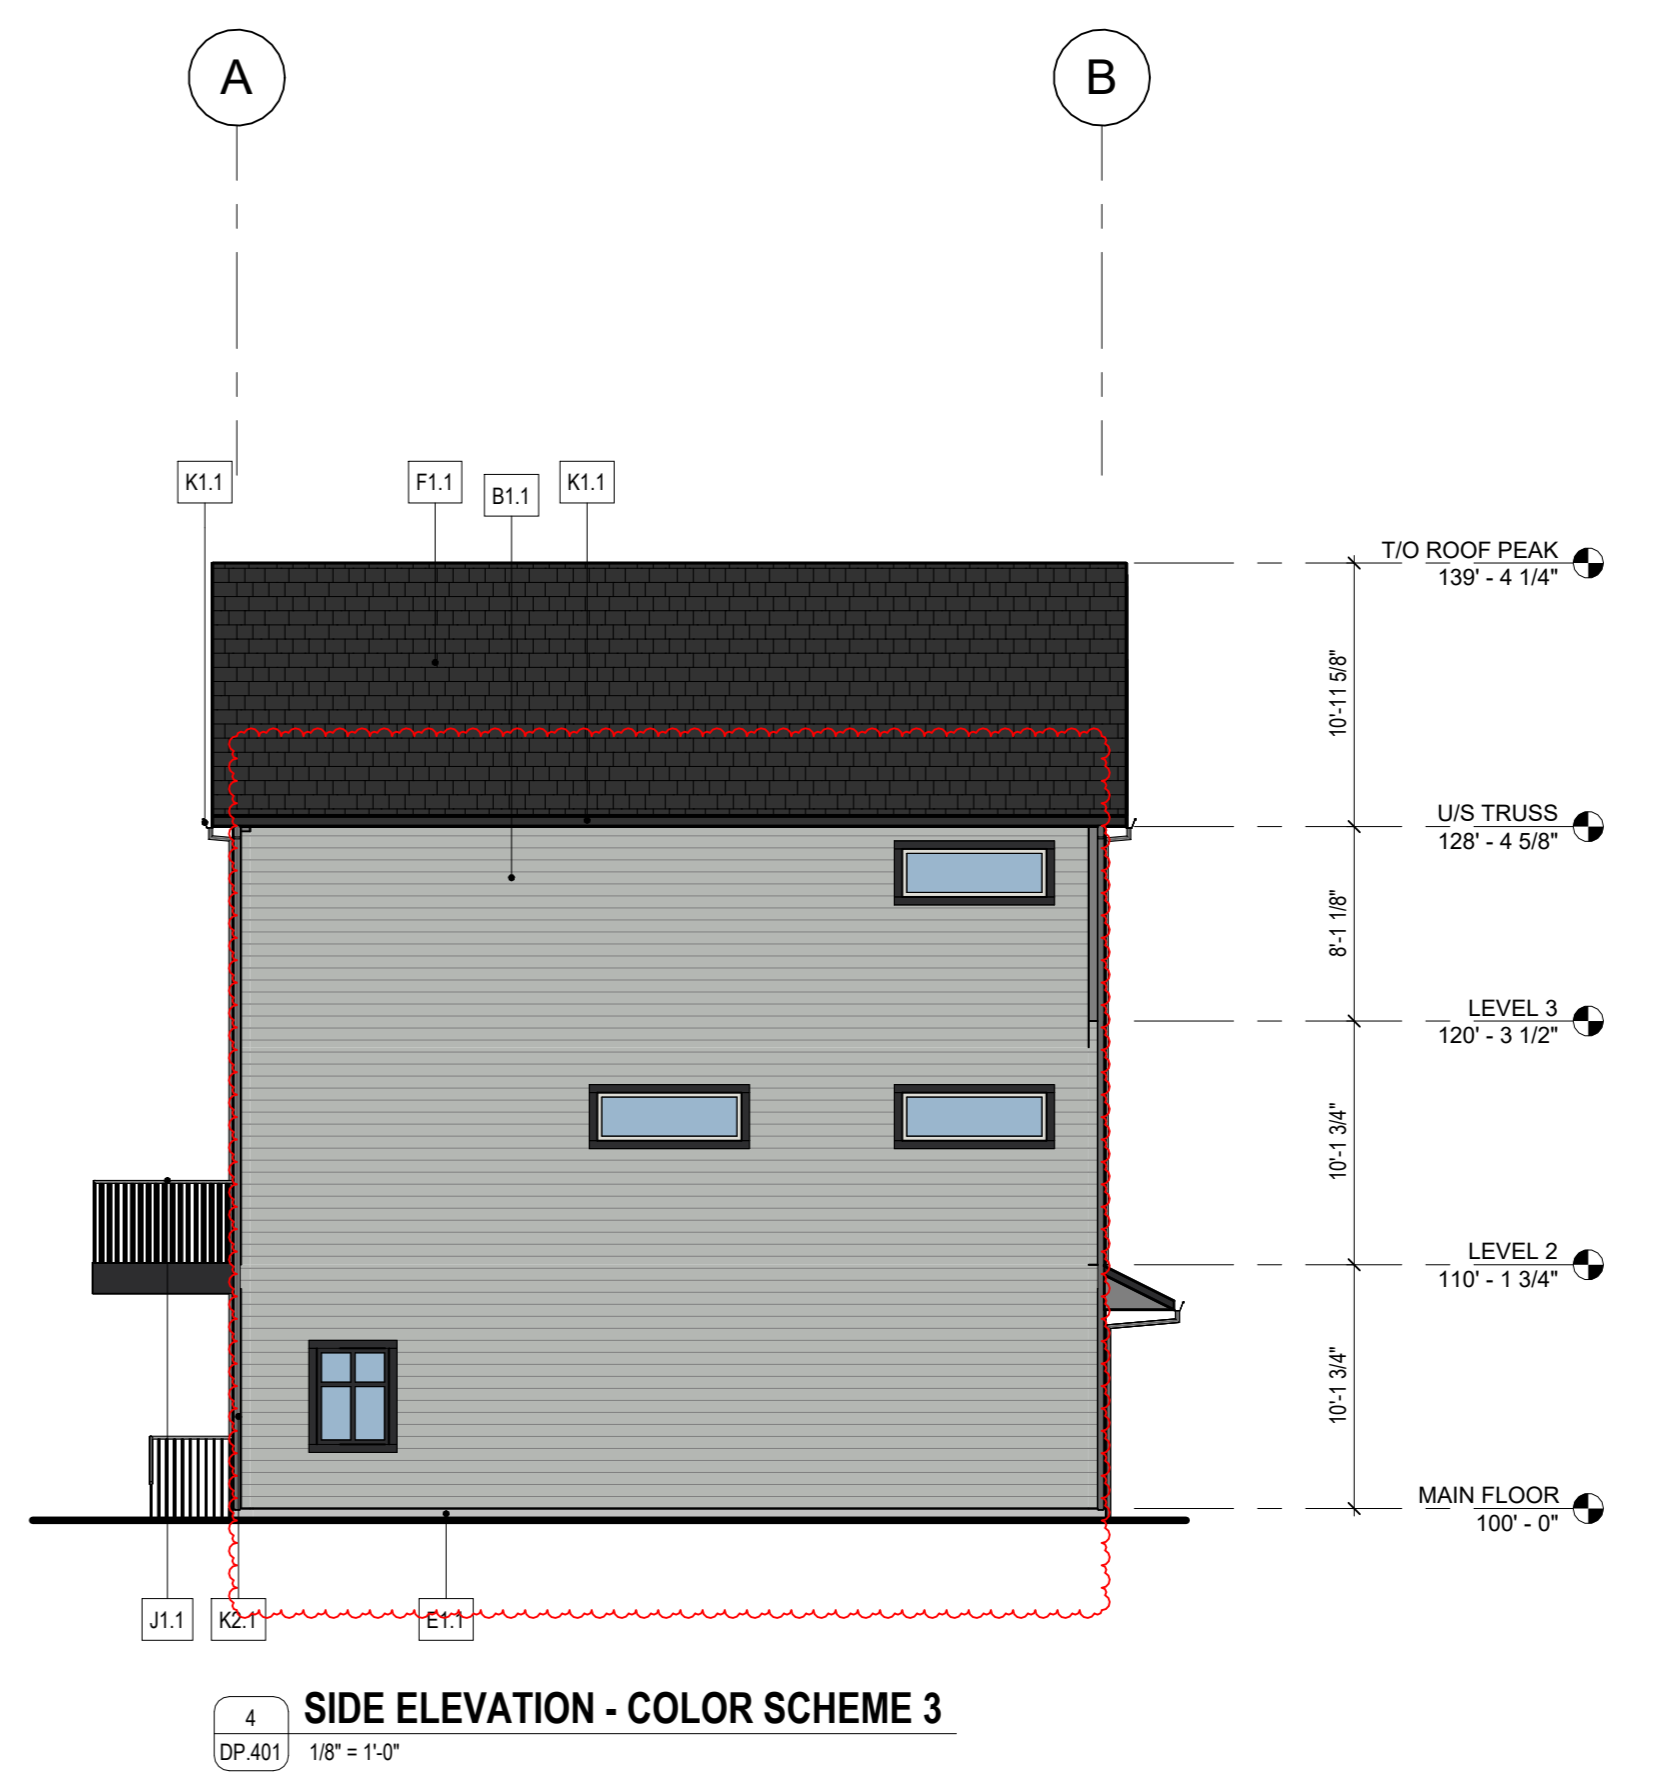 A
B
K1.1
F1.1
B1.1
K1.1
T/O ROOF PEAK
139' - 4 1/4"
10'-11 5/8"
U/S TRUSS
128' - 4 5/8"
8'-1 1/8"
LEVEL 3
120' - 3 1/2"
10'-1 3/4"
LEVEL 2
110' - 1 3/4"
10'-1 3/4"
MAIN FLOOR
100' - 0"
J1.1
K2.1
E1.1
4
DP.401
SIDE ELEVATION - COLOR SCHEME 3
1/8" = 1'-0"